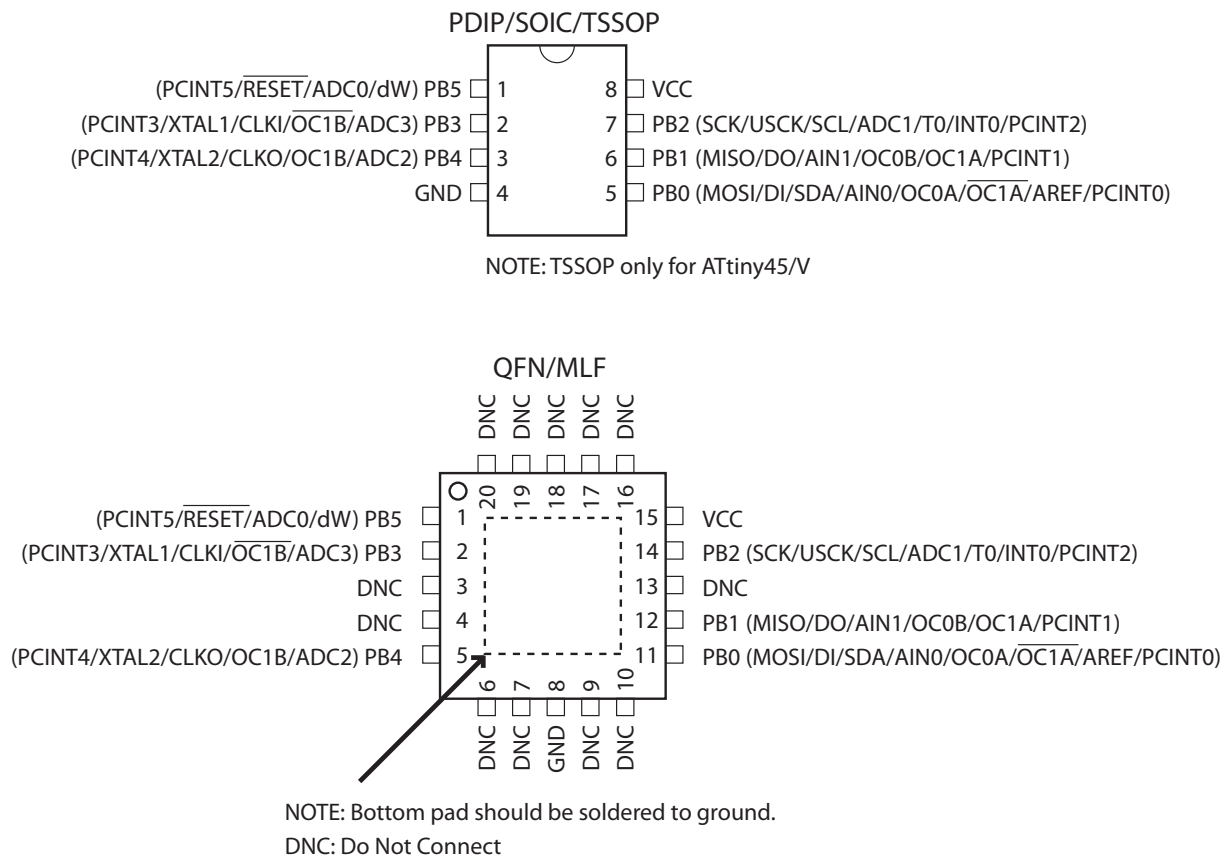 PDIP/SOIC/TSSOP
(PCINT5/RESET/ADC0/dW) PB5 1 8 VCC
(PCINT3/XTAL1/CLKI/OC1B/ADC3) PB3 2 7 PB2 (SCK/USCK/SCL/ADC1/T0/INT0/PCINT2)
(PCINT4/XTAL2/CLKO/OC1B/ADC2) PB4 3 6 PB1 (MISO/DO/AIN1/OC0B/OC1A/PCINT1)
GND 4 5 PB0 (MOSI/DI/SDA/AIN0/OC0A/OC1A/AREF/PCINT0)
NOTE: TSSOP only for ATtiny45/V
QFN/MLF
DNC DNC DNC DNC DNC
20 19 18 17 16
(PCINT5/RESET/ADC0/dW) PB5 1 15 VCC
(PCINT3/XTAL1/CLKI/OC1B/ADC3) PB3 2 14 PB2 (SCK/USCK/SCL/ADC1/T0/INT0/PCINT2)
DNC 3 13 DNC
DNC 4 12 PB1 (MISO/DO/AIN1/OC0B/OC1A/PCINT1)
(PCINT4/XTAL2/CLKO/OC1B/ADC2) PB4 5 11 PB0 (MOSI/DI/SDA/AIN0/OC0A/OC1A/AREF/PCINT0)
6 7 8 9 10
DNC DNC GND DNC DNC
NOTE: Bottom pad should be soldered to ground.
DNC: Do Not Connect